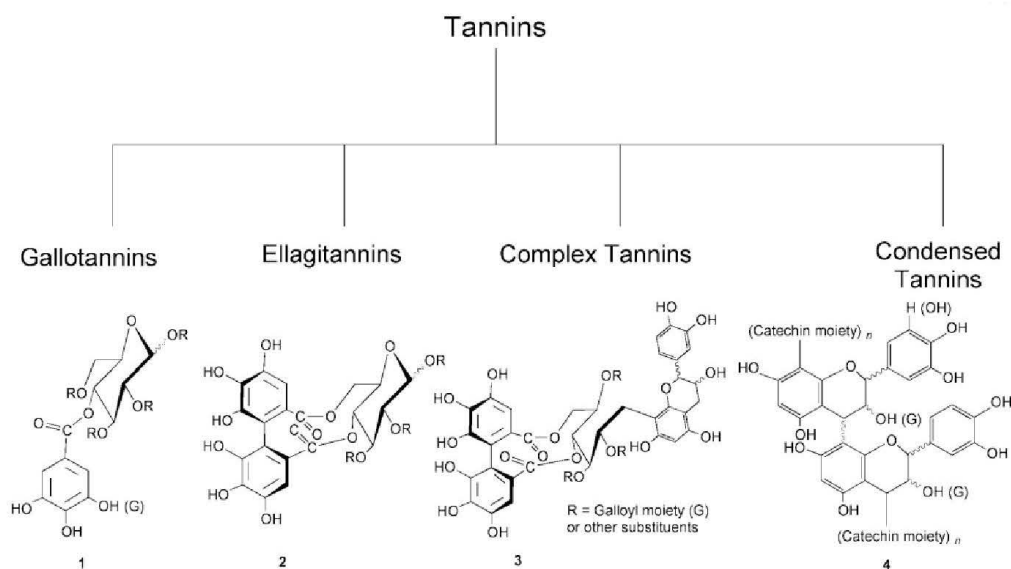 Tannins
Gallotannins
Ellagitannins
Complex Tannins
Condensed
Tannins
O
OR
RO
O
OR
RO
O
OH (G)
HO
OH
1
O
OR
OH
HO
HO
C
O
O
C
O
O
OR
RO
HO
HO
HO
OH
2
HO
OH
O
OH
HO
OH
OR
OH
HO
HO
C
O
O
C
O
O
OR
RO
HO
HO
HO
OH
R = Galloyl moiety (G)
or other substituents
3
H (OH)
(Catechin moiety) n
OH
OH
HO
O
OH
OH
(G)
HO
O
OH
OH
OH (G)
OH
(Catechin moiety) n
4